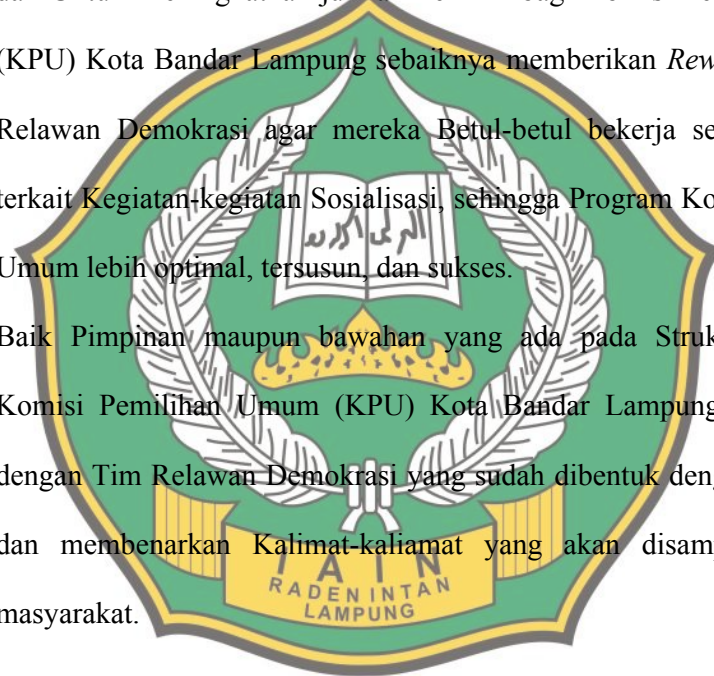 (KPU) Kota Bandar Lampung sebaiknya memberikan Rew
Relawan Demokrasi agar mereka Betul-betul bekerja se
terkait Kegiatan-kegiatan Sosialisasi, sehingga Program Ko
Umum lebih optimal, tersusun, dan sukses.
Baik Pimpinan maupun bawahan yang ada pada Struk
Komisi Pemilihan Umum (KPU) Kota Bandar Lampung
dengan Tim Relawan Demokrasi yang sudah dibentuk deng
dan membenarkan Kalimat-kaliamat yang akan disamp
masyarakat.
IAIN
RADEN INTAN
LAMPUNG